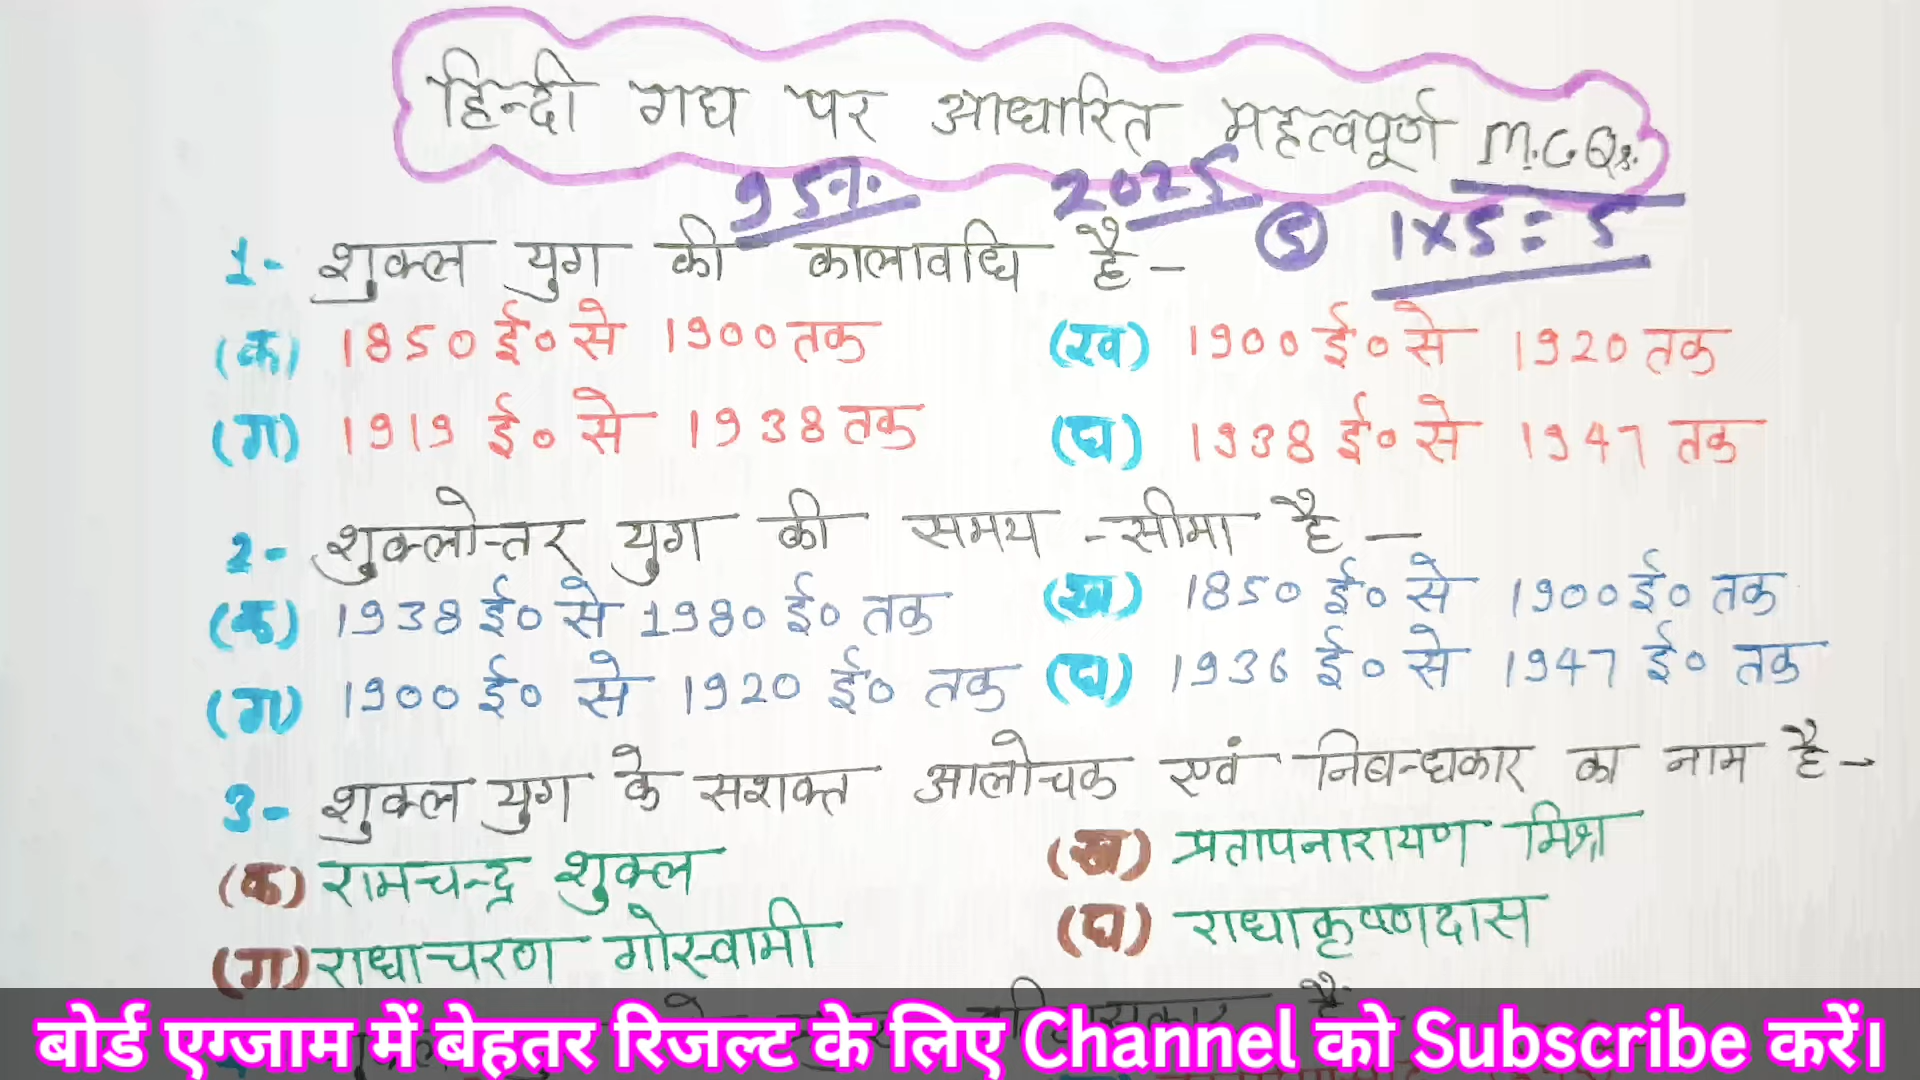 हिन्दी गद्य पर आधारित महत्वपूर्ण M.C.Qs.
95%. 2025 (5) 1×5=5
1- शुक्ल युग की कालावधि है-
(क) 1850 ई० से 1900 तक (ख) 1900 ई० से 1920 तक
(ग) 1919 ई० से 1938 तक (घ) 1938 ई० से 1947 तक
2- शुक्लोत्तर युग की समय-सीमा है-
(क) 1938 ई० से 1980 ई० तक (ख) 1850 ई० से 1900 ई० तक
(ग) 1900 ई० से 1920 ई० तक (घ) 1936 ई० से 1947 ई० तक
3- शुक्ल युग के सशक्त आलोचक एवं निबन्धकार का नाम है-
(क) रामचन्द्र शुक्ल (ख) प्रतापनारायण मिश्र
(ग) राधाचरण गोस्वामी (घ) राधाकृष्णदास
है
बोर्ड एग्जाम में बेहतर रिजल्ट के लिए Channel को Subscribe करें।